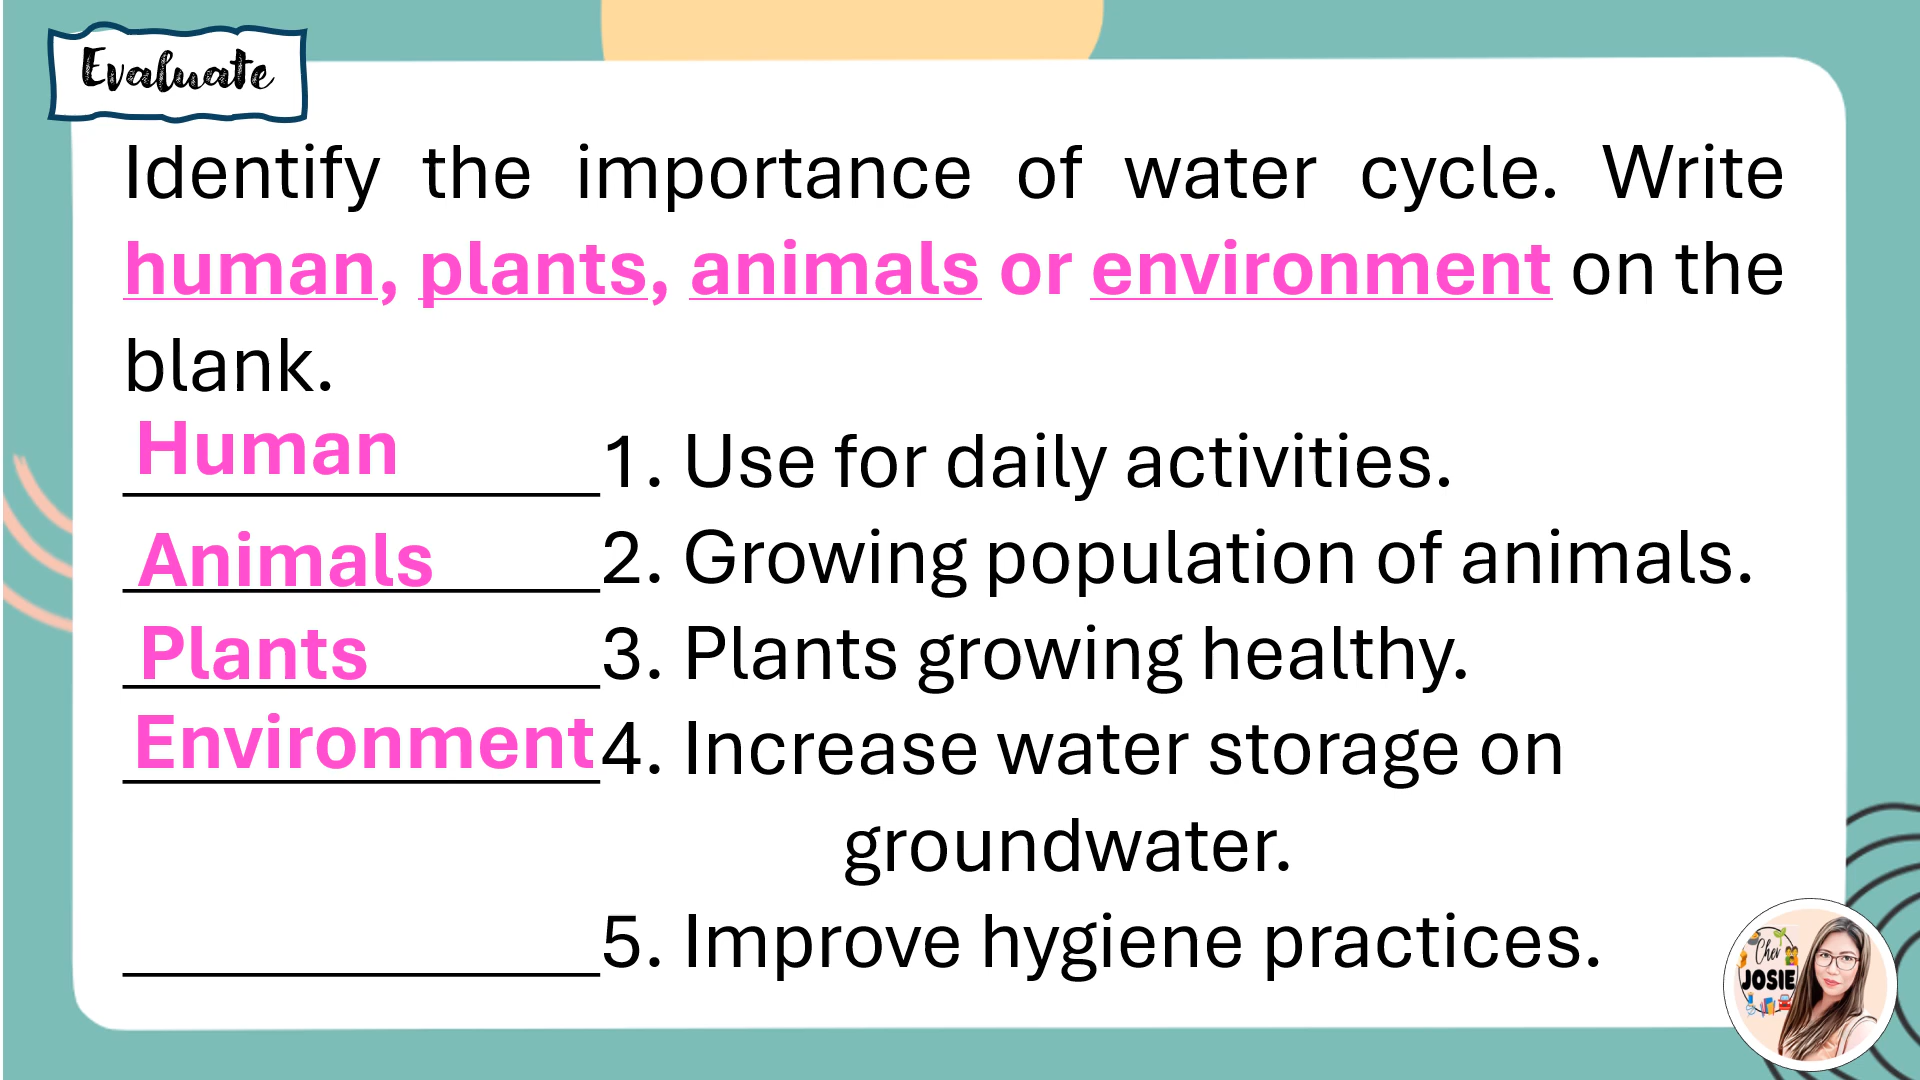 Evaluate
Identify the importance of water cycle. Write
human, plants, animals or environment on the
blank.
Human 1. Use for daily activities.
Animals 2. Growing population of animals.
Plants 3. Plants growing healthy.
Environment 4. Increase water storage on
groundwater.
5. Improve hygiene practices.
Cher
JOSIE